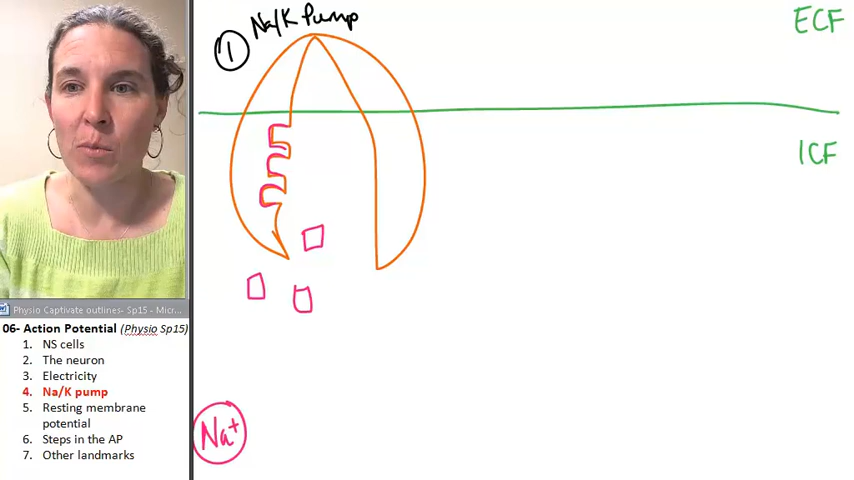 ① Na/K Pump
ECF
ICF
Physio Captivate outlines- Sp15 - Micr...
06- Action Potential (Physio Sp15)
1. NS cells
2. The neuron
3. Electricity
4. Na/K pump
5. Resting membrane
potential
6. Steps in the AP
7. Other landmarks
Na+